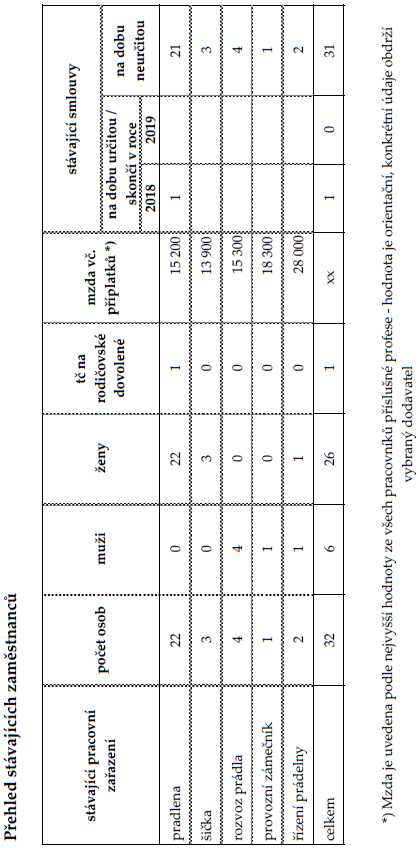 Přehled stávajících zaměstnanců
stávající pracovní zařazení | počet osob | muži | ženy | tč na rodičovské dovolené | mzda vč. příplatků *) | stávající smlouvy
na dobu určitou / skončí v roce | na dobu neurčitou
2018 | 2019
pradlena 22 0 22 1 15 200 1 21
šička 3 0 3 0 13 900 3
rozvoz prádla 4 4 0 0 15 300 4
provozní zámečník 1 1 0 0 18 300 1
řízení prádelny 2 1 1 0 28 000 2
celkem 32 6 26 1 xx 1 0 31
*) Mzda je uvedena podle nejvyšší hodnoty ze všech pracovníků příslušné profese - hodnota je orientační, konkrétní údaje obdrží
vybraný dodavatel